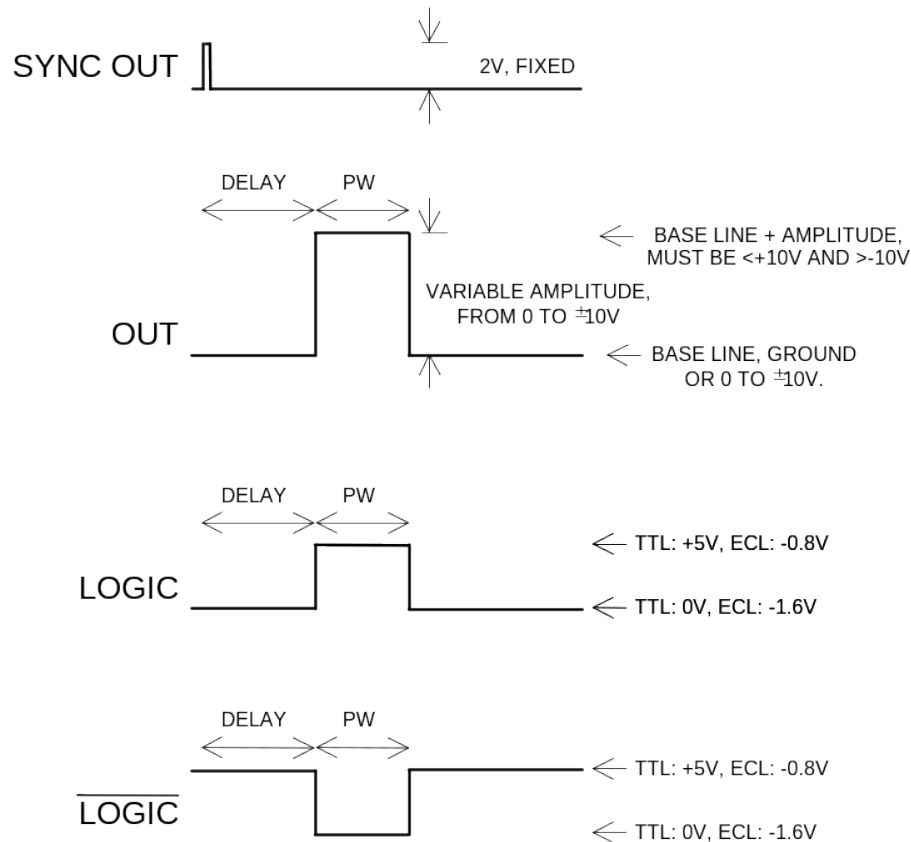 SYNC OUT
2V, FIXED
DELAY
PW
BASE LINE + AMPLITUDE,
MUST BE <+10V AND >-10V
VARIABLE AMPLITUDE,
FROM 0 TO ±10V
OUT
BASE LINE, GROUND
OR 0 TO ±10V.
DELAY
PW
TTL: +5V, ECL: -0.8V
LOGIC
TTL: 0V, ECL: -1.6V
DELAY
PW
TTL: +5V, ECL: -0.8V
LOGIC
TTL: 0V, ECL: -1.6V